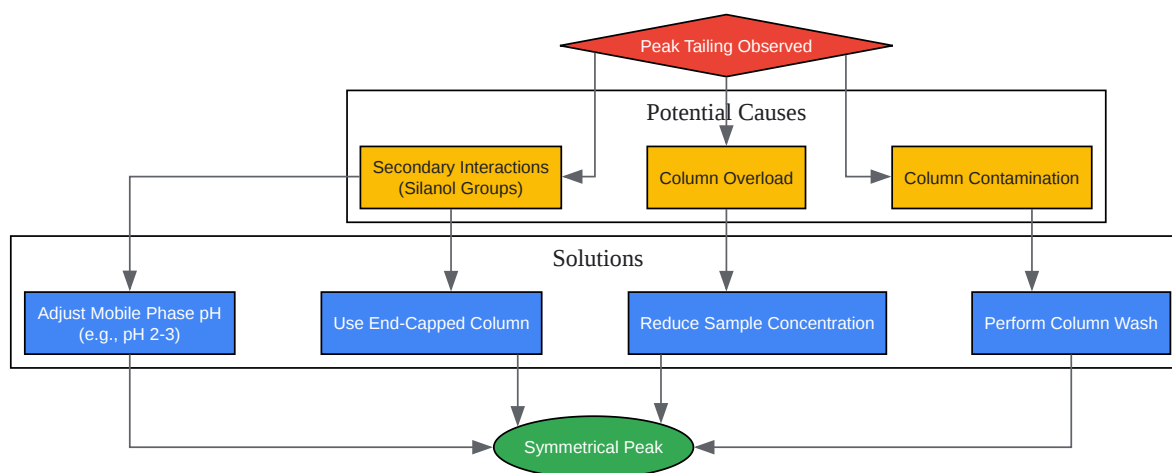 Peak Tailing Observed
Potential Causes
Secondary Interactions
(Silanol Groups)
Column Overload
Column Contamination
Solutions
Adjust Mobile Phase pH
(e.g., pH 2-3)
Use End-Capped Column
Reduce Sample Concentration
Perform Column Wash
Symmetrical Peak